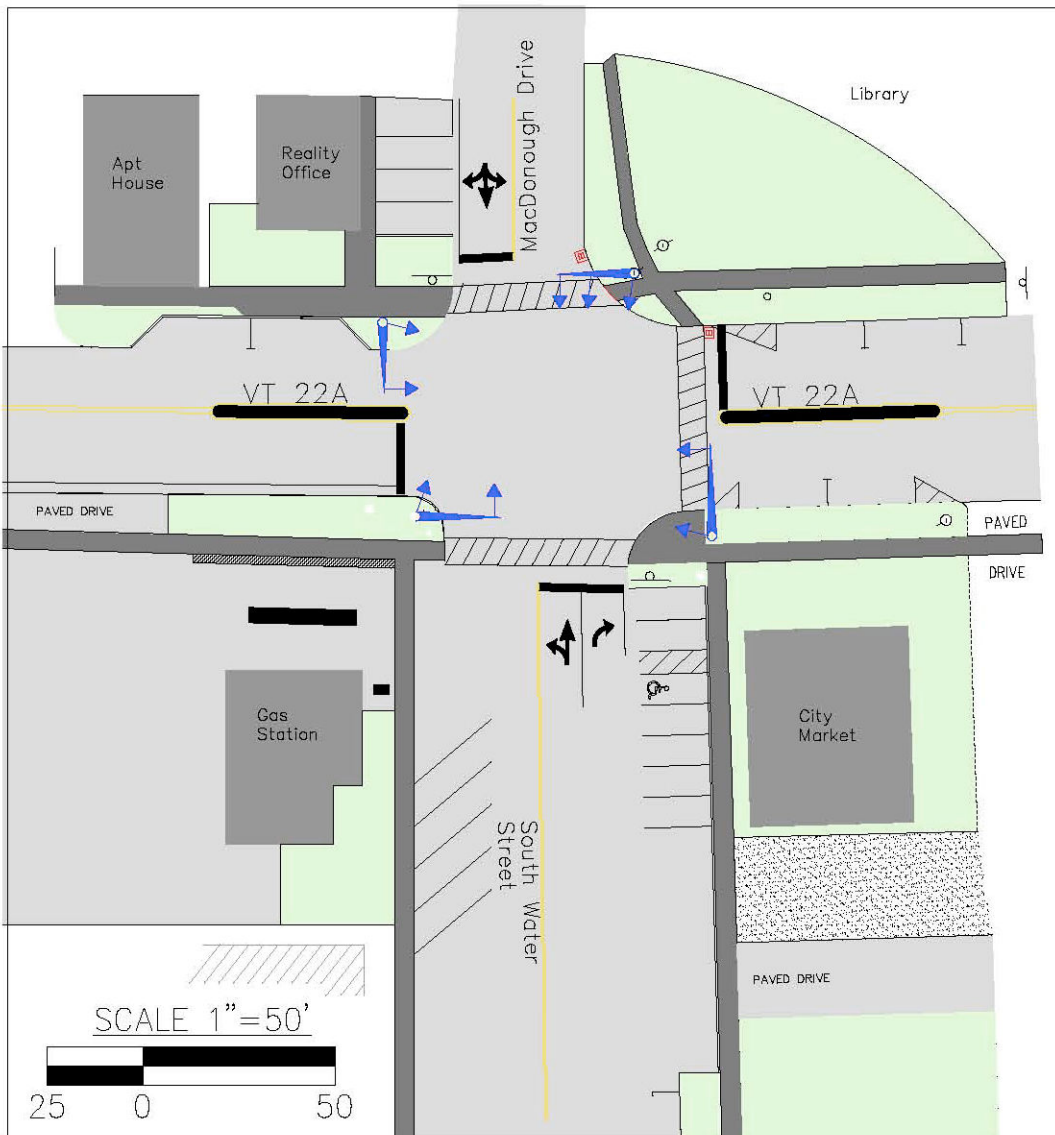 MacDonough Drive
Library
Apt
House
Reality
Office
VT 22A
VT 22A
PAVED DRIVE
PAVED
DRIVE
Gas
Station
City
Market
South Water
Street
PAVED DRIVE
SCALE 1"=50'
25 0 50